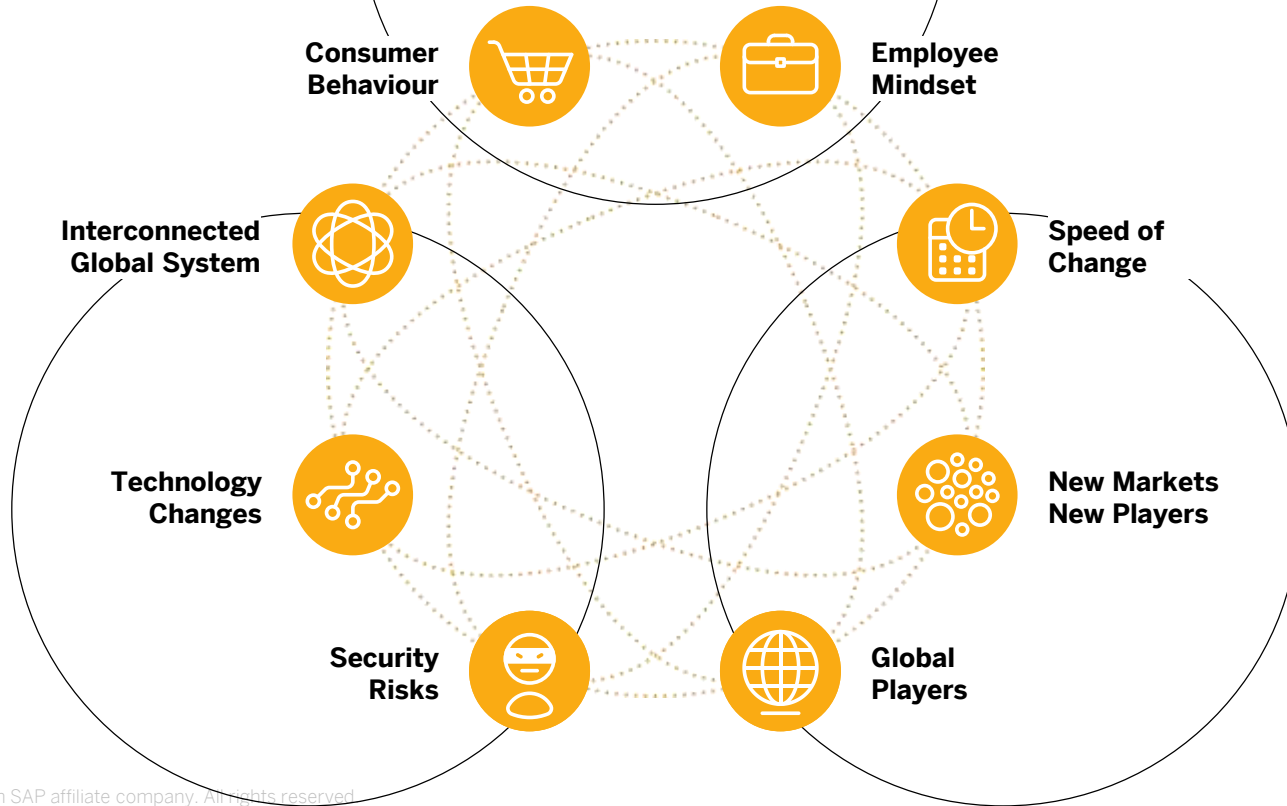 Consumer
Behaviour
Employee
Mindset
Interconnected
Global System
Speed of
Change
Technology
Changes
New Markets
New Players
Security
Risks
Global
Players
SAP affiliate company. All rights reserved